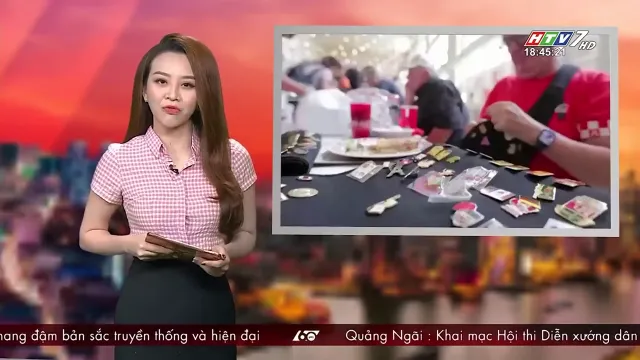 HTV7 HD
18:45:21
nang đậm bản sắc truyền thống và hiện đại 60 Quảng Ngãi : Khai mạc Hội thi Diễn xướng dân